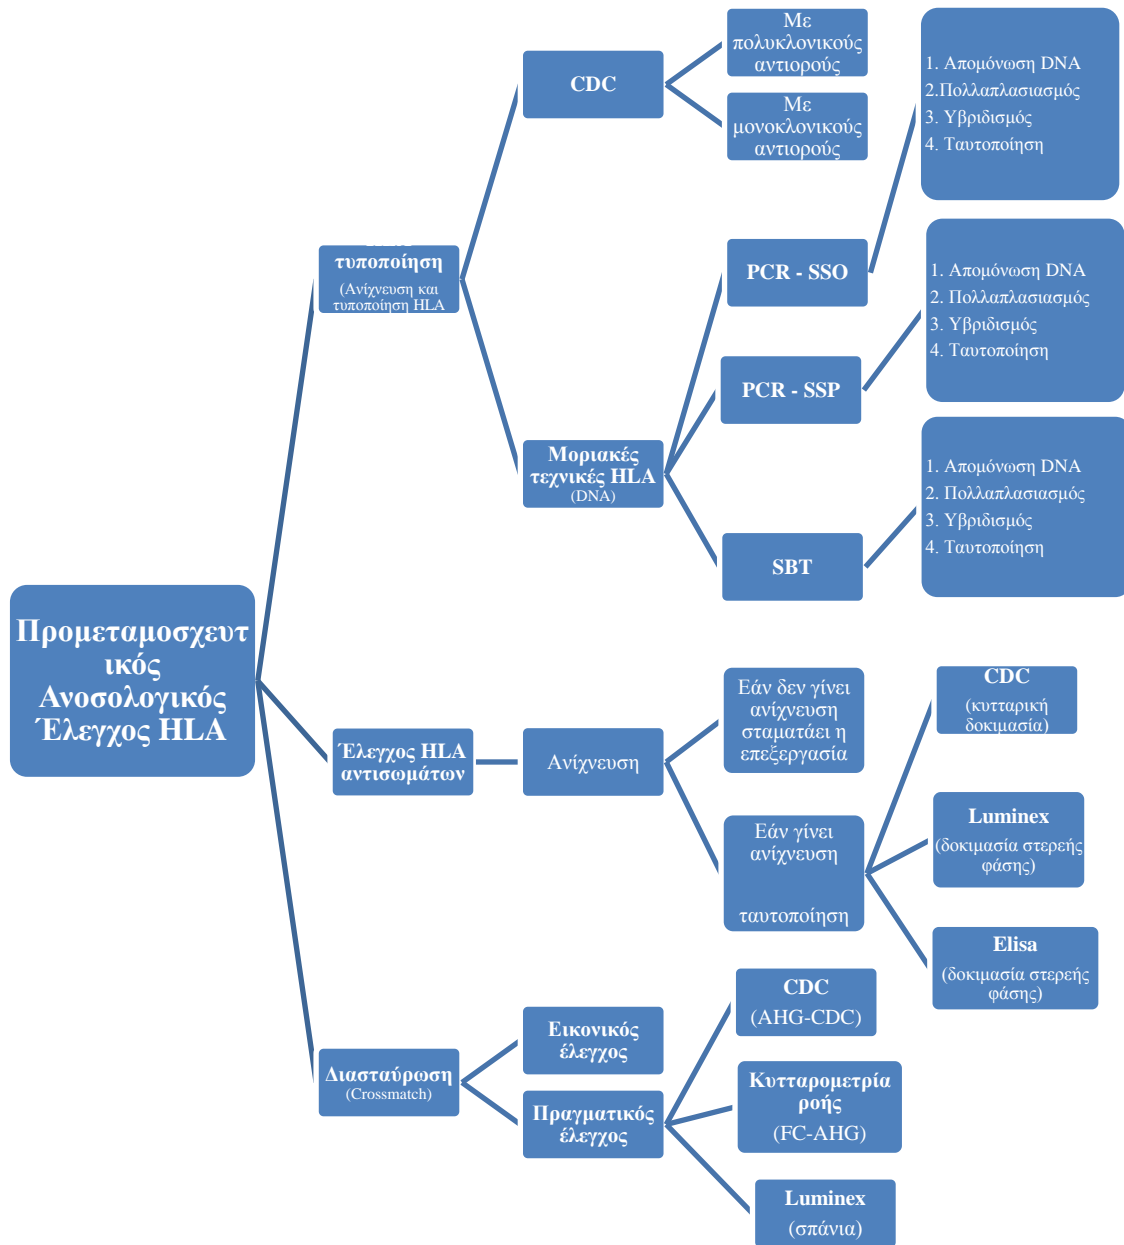 Προμεταμοσχευτ
ικός
Ανοσολογικός
Έλεγχος HLA
τυποποίηση
(Ανίχνευση και
τυποποίηση HLA
CDC
Με
πολυκλονικούς
αντιορούς
Με
μονοκλονικούς
αντιορούς
Μοριακές
τεχνικές HLA
(DNA)
PCR - SSO
1. Απομόνωση DNA
2.Πολλαπλασιασμός
3. Υβριδισμός
4. Ταυτοποίηση
PCR - SSP
1. Απομόνωση DNA
2. Πολλαπλασιασμός
3. Υβριδισμός
4. Ταυτοποίηση
SBT
1. Απομόνωση DNA
2. Πολλαπλασιασμός
3. Υβριδισμός
4. Ταυτοποίηση
Έλεγχος HLA
αντισωμάτων
Ανίχνευση
Εάν δεν γίνει
ανίχνευση
σταματάει η
επεξεργασία
Εάν γίνει
ανίχνευση
ταυτοποίηση
CDC
(κυτταρική
δοκιμασία)
Luminex
(δοκιμασία στερεής
φάσης)
Elisa
(δοκιμασία στερεής
φάσης)
Διασταύρωση
(Crossmatch)
Εικονικός
έλεγχος
Πραγματικός
έλεγχος
CDC
(AHG-CDC)
Κυτταρομετρία
ροής
(FC-AHG)
Luminex
(σπάνια)